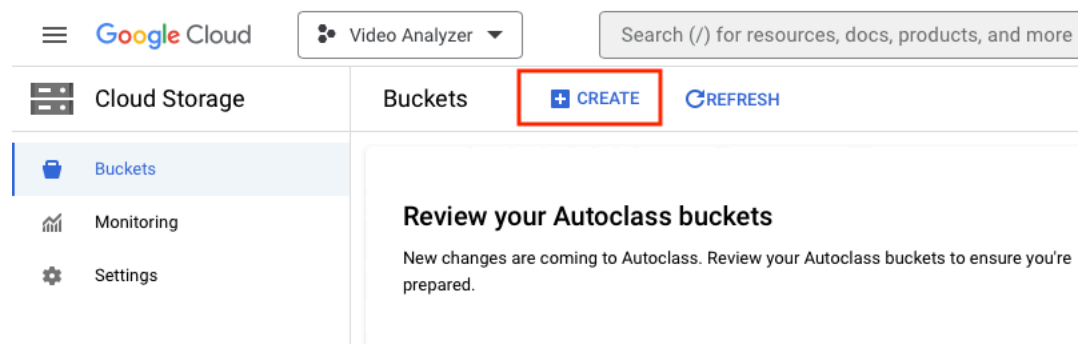 Google Cloud
Video Analyzer
Search (/) for resources, docs, products, and more
Cloud Storage
Buckets
CREATE
REFRESH
Buckets
Monitoring
Settings
Review your Autoclass buckets
New changes are coming to Autoclass. Review your Autoclass buckets to ensure you're
prepared.